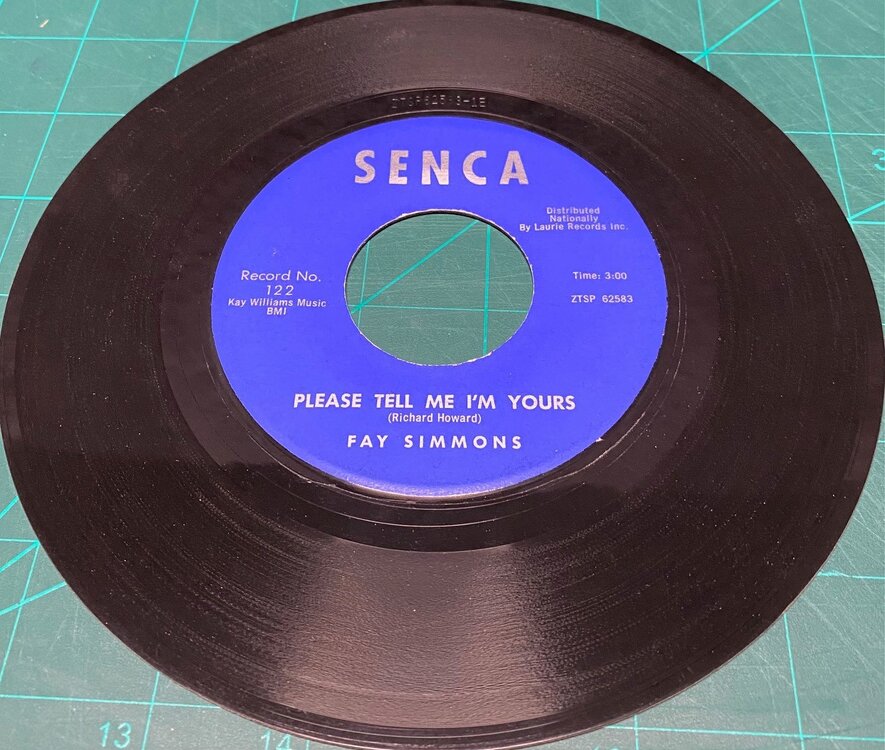 SENCA
Distributed
Nationally
By Laurie Records Inc.
Record No.
122
Kay Williams Music
BMI
Time: 3:00
ZTSP 62583
PLEASE TELL ME I'M YOURS
(Richard Howard)
FAY SIMMONS
13
14